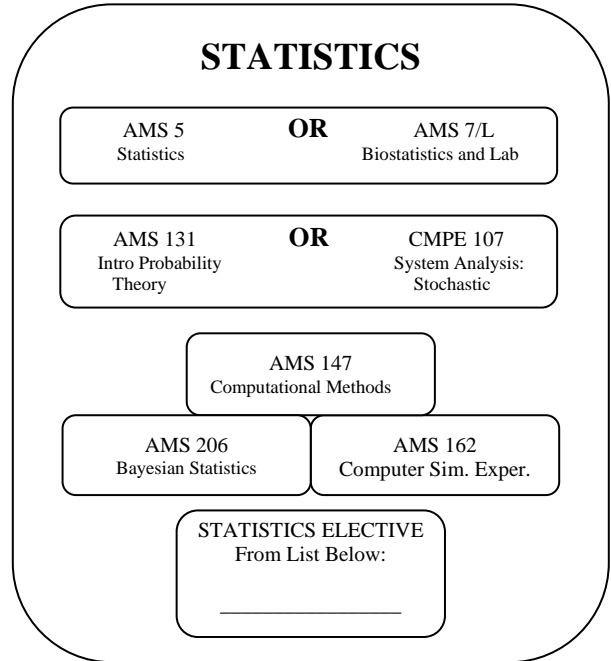 STATISTICS
AMS 5 OR AMS 7/L
Statistics Biostatistics and Lab
AMS 131 OR CMPE 107
Intro Probability System Analysis:
Theory Stochastic
AMS 147
Computational Methods
AMS 206 AMS 162
Bayesian Statistics Computer Sim. Exper.
STATISTICS ELECTIVE
From List Below: